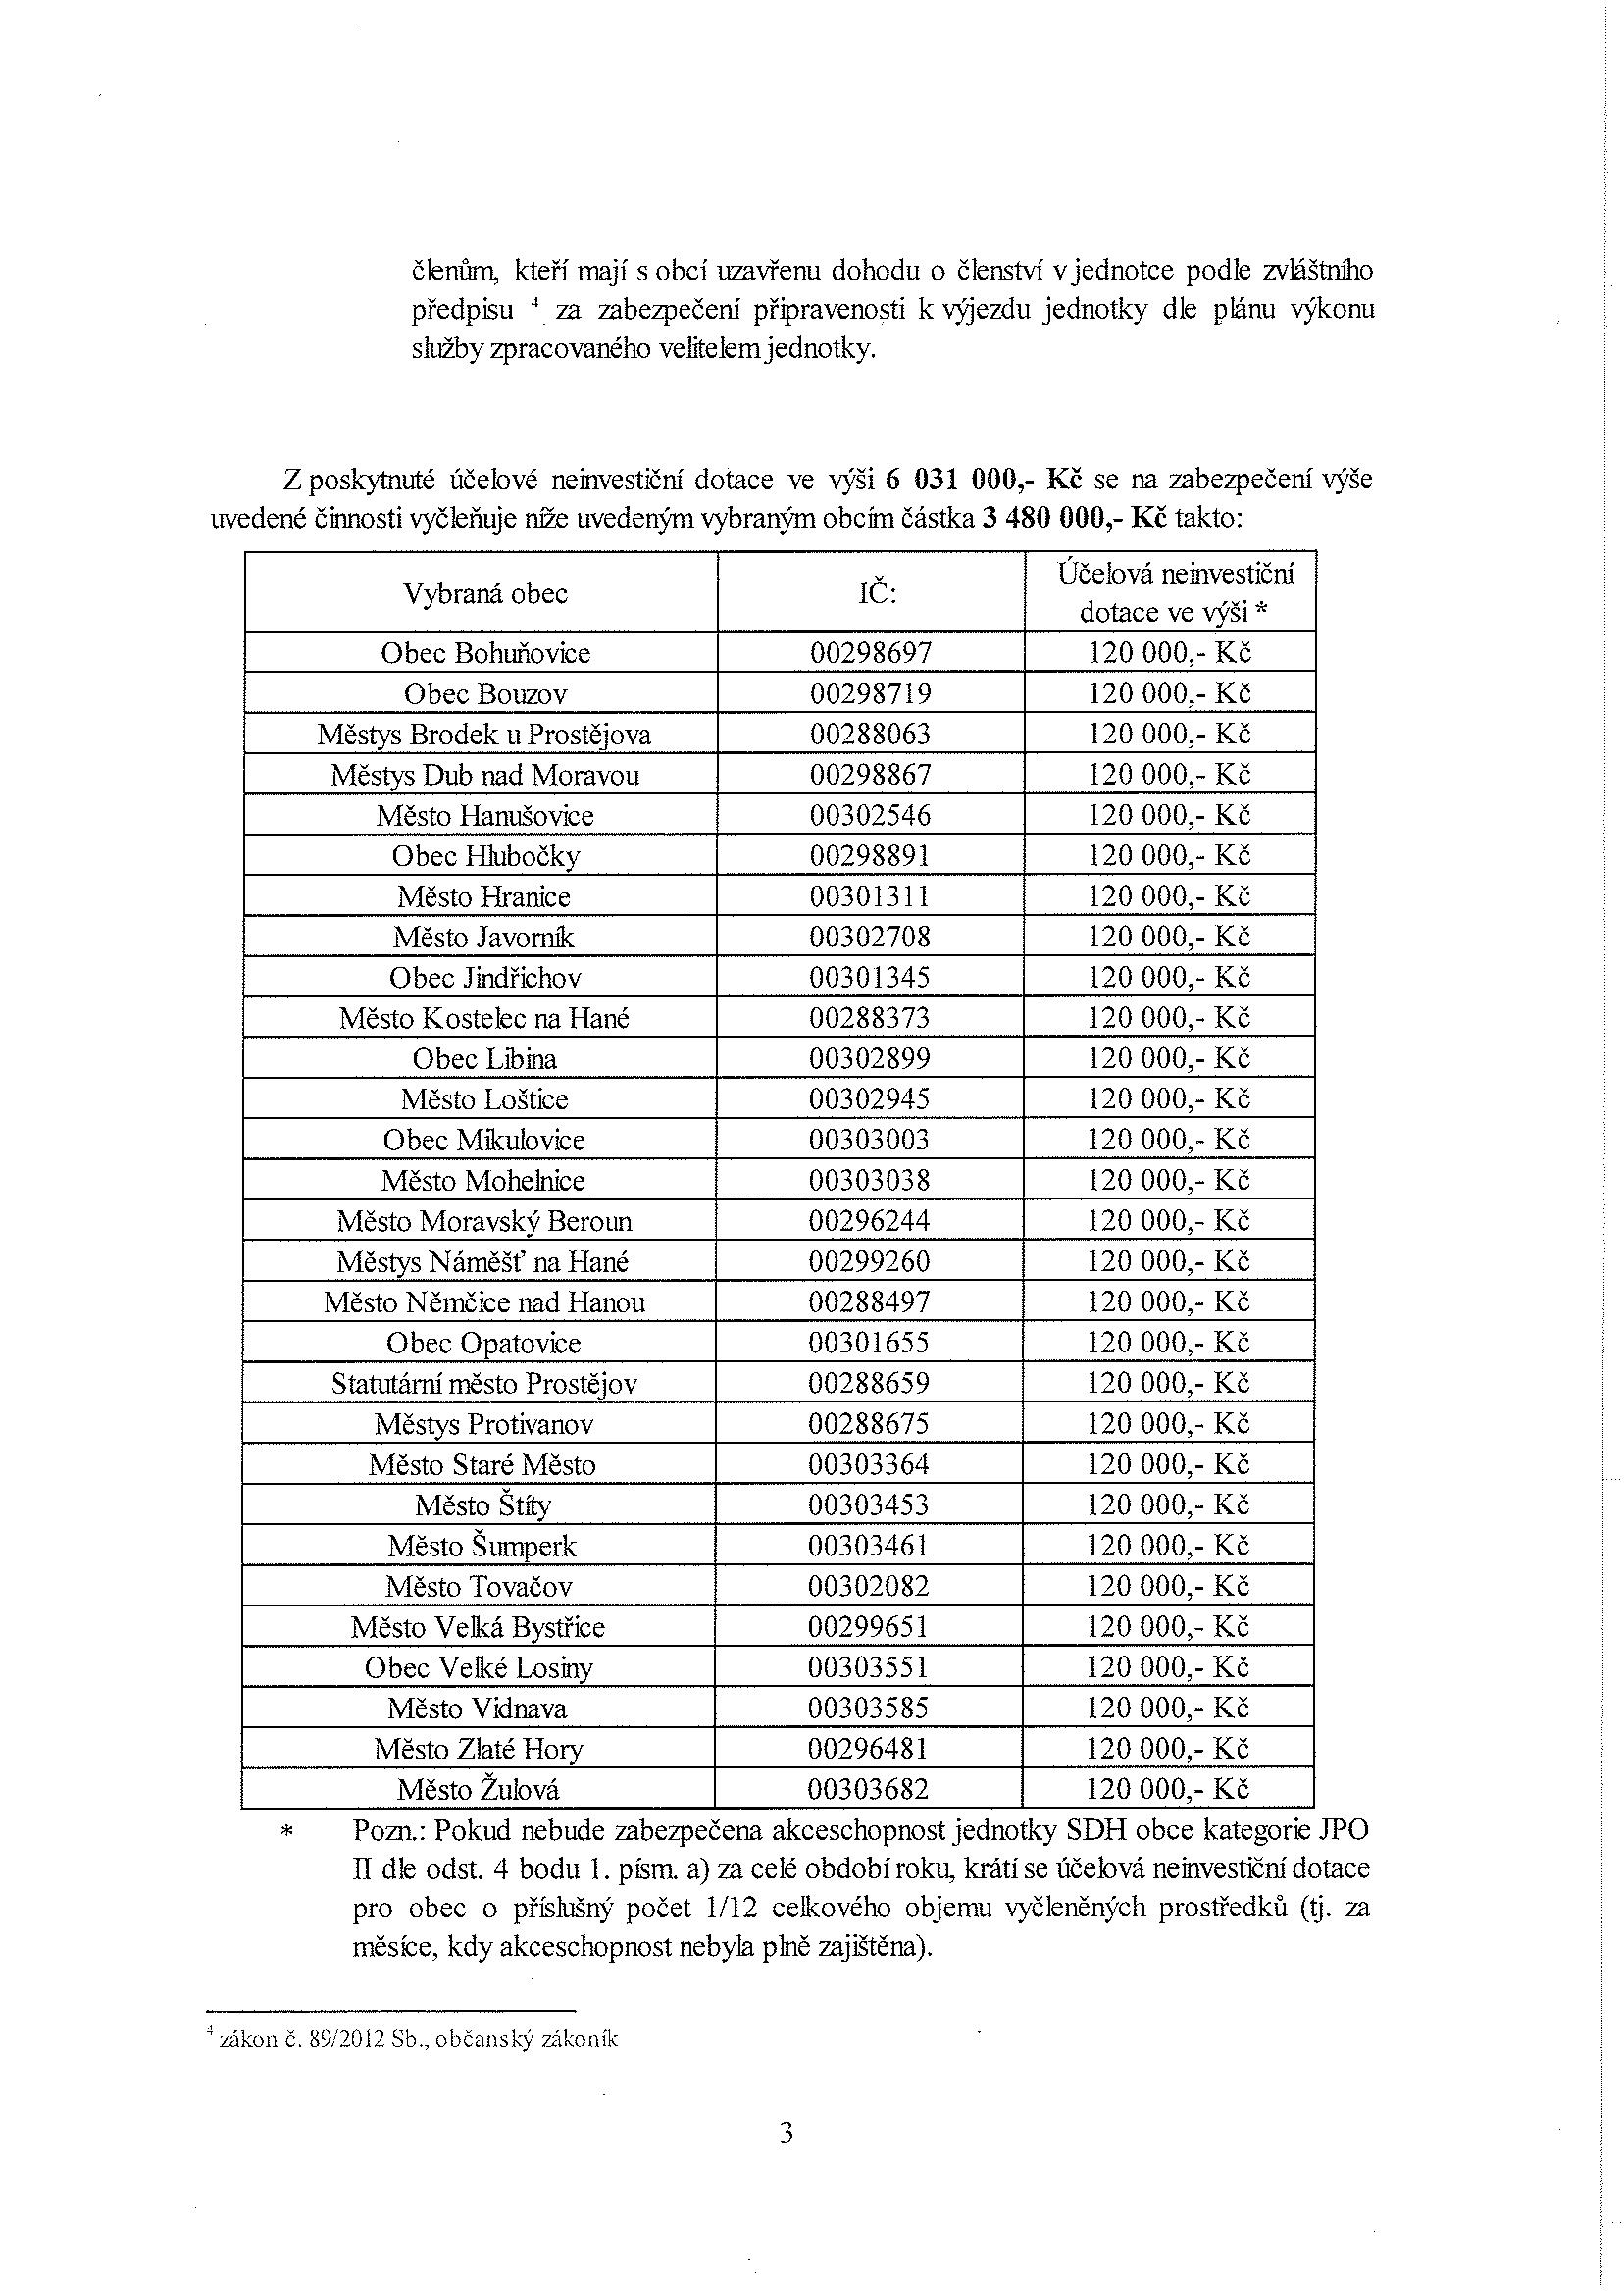 členům, kteří mají s obcí uzavřenu dohodu o členství v jednotce podle zvláštního
předpisu ⁴ za zabezpečení připravenosti k výjezdu jednotky dle plánu výkonu
služby zpracovaného velitelem jednotky.
Z poskytnuté účelové neinvestiční dotace ve výši 6 031 000,- Kč se na zabezpečení výše
uvedené činnosti vyčleňuje níže uvedeným vybraným obcím částka 3 480 000,- Kč takto:
Vybraná obec IČ: Účelová neinvestiční
dotace ve výši *
Obec Bohuňovice 00298697 120 000,- Kč
Obec Bouzov 00298719 120 000,- Kč
Městys Brodek u Prostějova 00288063 120 000,- Kč
Městys Dub nad Moravou 00298867 120 000,- Kč
Město Hanušovice 00302546 120 000,- Kč
Obec Hlubočky 00298891 120 000,- Kč
Město Hranice 00301311 120 000,- Kč
Město Javorník 00302708 120 000,- Kč
Obec Jindřichov 00301345 120 000,- Kč
Město Kostelec na Hané 00288373 120 000,- Kč
Obec Libina 00302899 120 000,- Kč
Město Loštice 00302945 120 000,- Kč
Obec Mikulovice 00303003 120 000,- Kč
Město Mohelnice 00303038 120 000,- Kč
Město Moravský Beroun 00296244 120 000,- Kč
Městys Náměšť na Hané 00299260 120 000,- Kč
Město Němčice nad Hanou 00288497 120 000,- Kč
Obec Opatovice 00301655 120 000,- Kč
Statutární město Prostějov 00288659 120 000,- Kč
Městys Protivanov 00288675 120 000,- Kč
Město Staré Město 00303364 120 000,- Kč
Město Štíty 00303453 120 000,- Kč
Město Šumperk 00303461 120 000,- Kč
Město Tovačov 00302082 120 000,- Kč
Město Velká Bystřice 00299651 120 000,- Kč
Obec Velké Losiny 00303551 120 000,- Kč
Město Vidnava 00303585 120 000,- Kč
Město Zlaté Hory 00296481 120 000,- Kč
Město Žulová 00303682 120 000,- Kč
* Pozn.: Pokud nebude zabezpečena akceschopnost jednotky SDH obce kategorie JPO
II dle odst. 4 bodu 1. písm. a) za celé období roku, krátí se účelová neinvestiční dotace
pro obec o příslušný počet 1/12 celkového objemu vyčleněných prostředků (tj. za
měsíce, kdy akceschopnost nebyla plně zajištěna).
⁴ zákon č. 89/2012 Sb., občanský zákoník
3